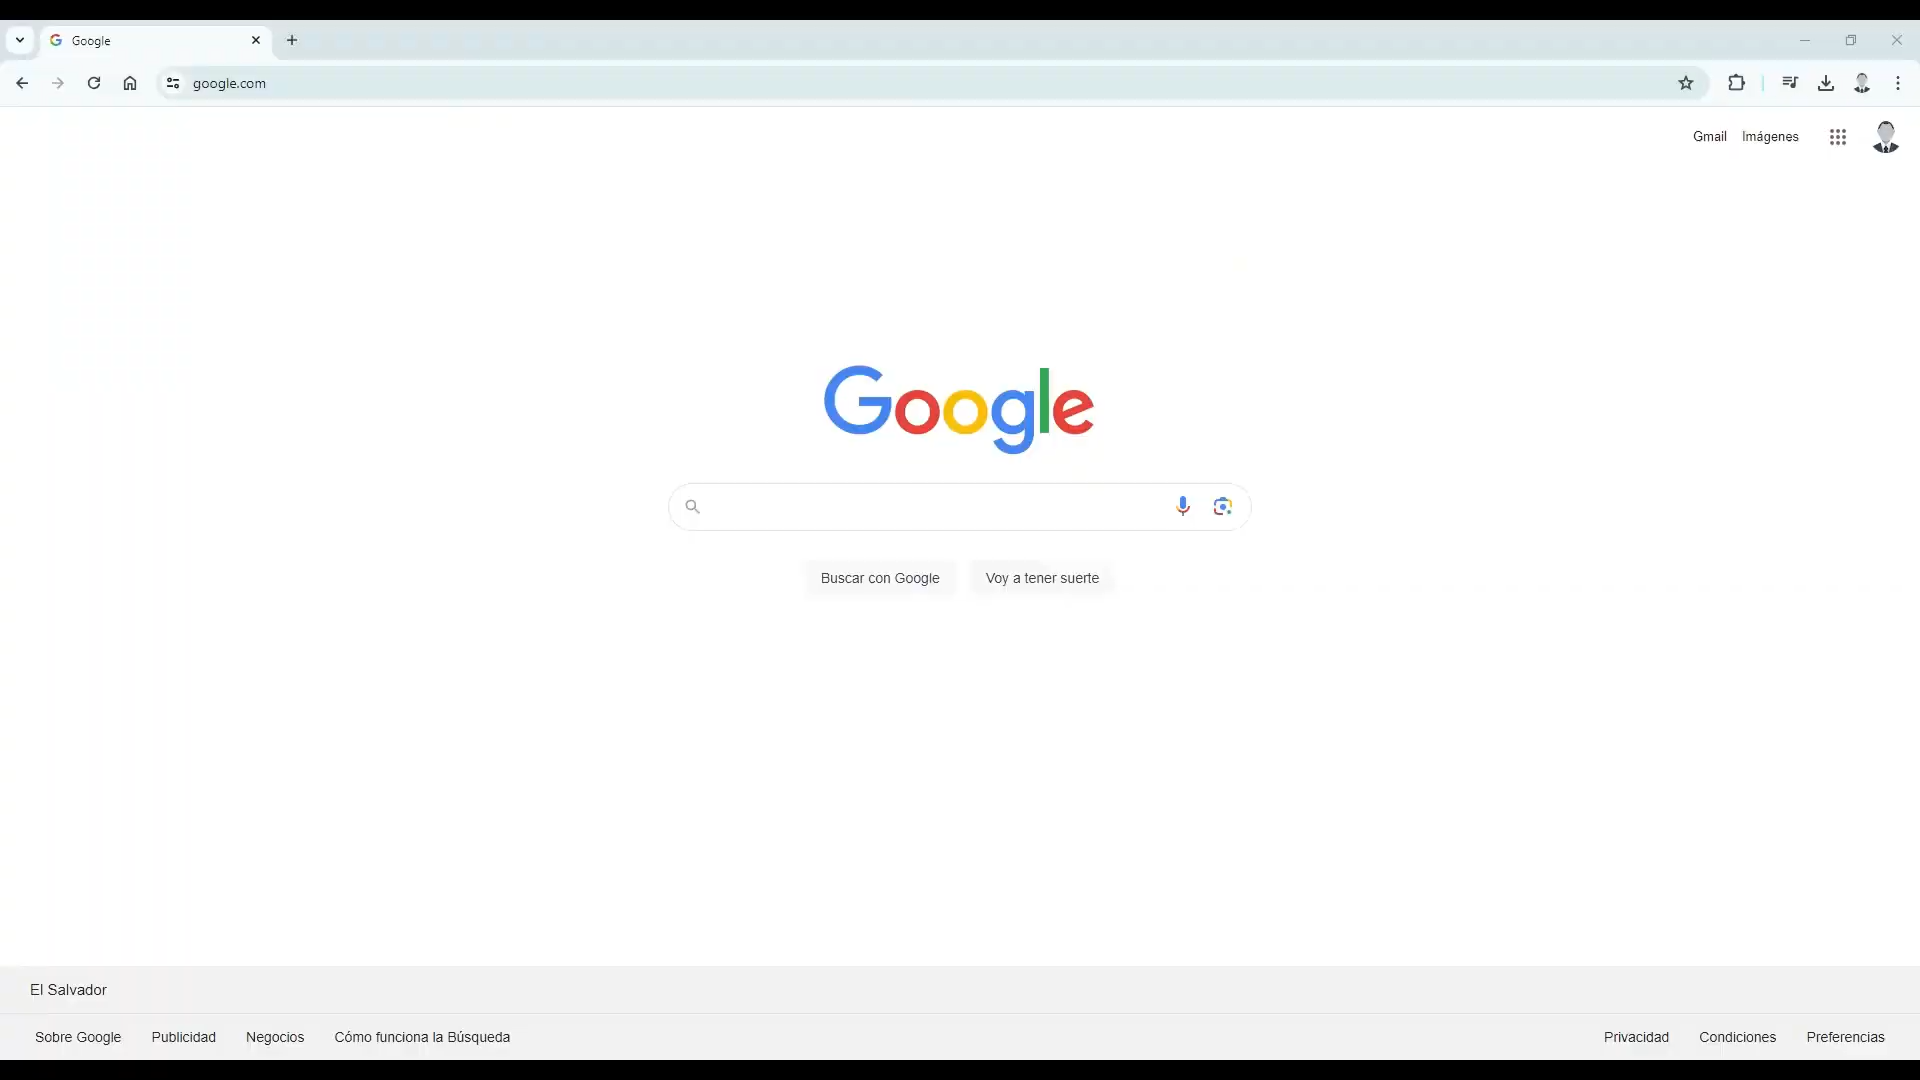 Google
google.com
Gmail Imágenes
Google
Buscar con Google Voy a tener suerte
El Salvador
Sobre Google Publicidad Negocios Cómo funciona la Búsqueda Privacidad Condiciones Preferencias